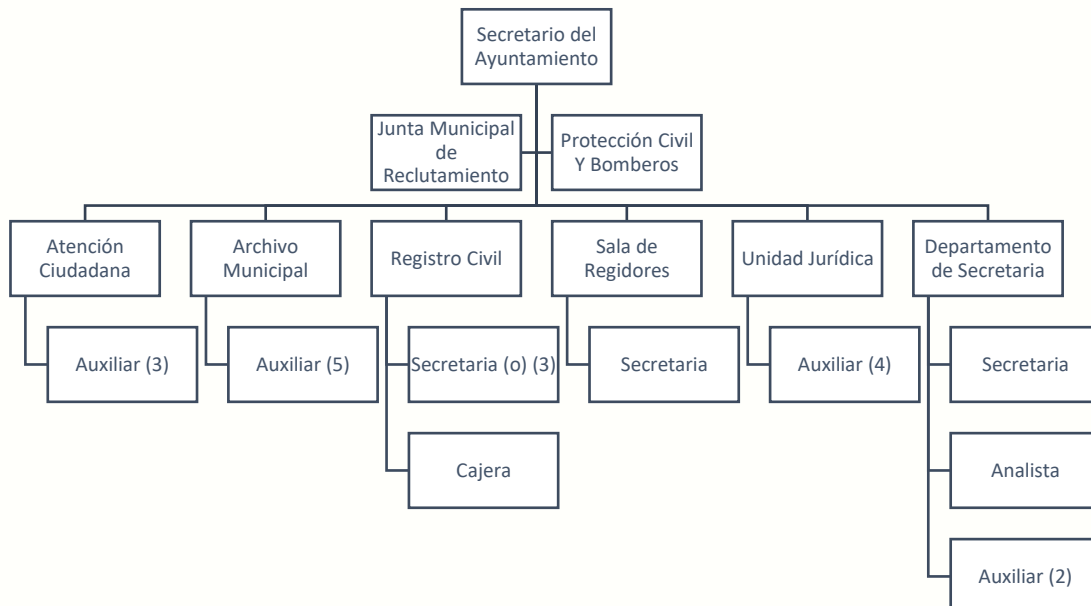 Secretario del
Ayuntamiento
Junta Municipal
de
Reclutamiento
Protección Civil
Y Bomberos
Atención
Ciudadana
Archivo
Municipal
Registro Civil
Sala de
Regidores
Unidad Jurídica
Departamento
de Secretaria
Auxiliar (3)
Auxiliar (5)
Secretaria (o) (3)
Secretaria
Auxiliar (4)
Secretaria
Cajera
Analista
Auxiliar (2)